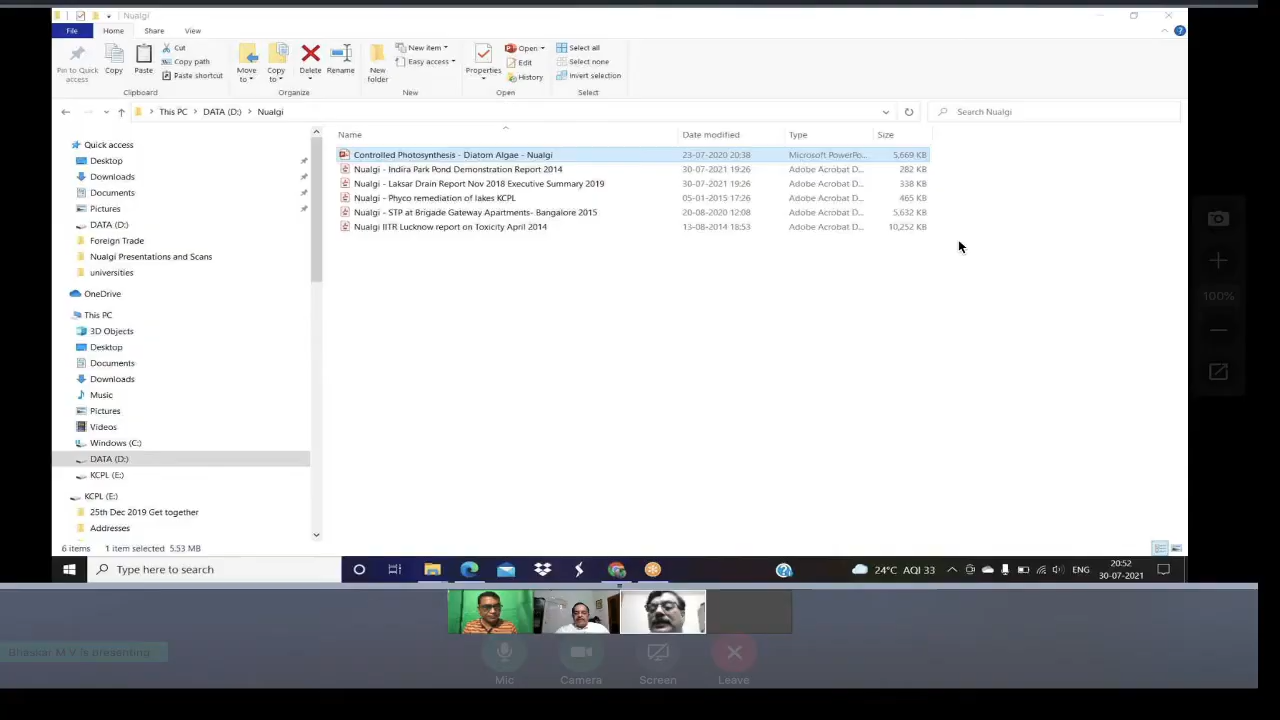 Nualgi
File Home Share View
Pin to Quick access
Copy
Paste
Cut
Copy path
Paste shortcut
Clipboard
Move to
Copy to
Delete
Rename
Organize
New folder
New item
Easy access
New
Properties
Open
Edit
History
Open
Select all
Select none
Invert selection
Select
This PC > DATA (D:) > Nualgi
Search Nualgi
Name Date modified Type Size
Controlled Photosynthesis - Diatom Algae - Nualgi 23-07-2020 20:38 Microsoft PowerPo... 5,669 KB
Nualgi - Indira Park Pond Demonstration Report 2014 30-07-2021 19:26 Adobe Acrobat D... 282 KB
Nualgi - Laksar Drain Report Nov 2018 Executive Summary 2019 30-07-2021 19:26 Adobe Acrobat D... 338 KB
Nualgi - Phyco remediation of lakes KCPL 05-01-2015 17:26 Adobe Acrobat D... 465 KB
Nualgi - STP at Brigade Gateway Apartments- Bangalore 2015 20-08-2020 12:08 Adobe Acrobat D... 5,632 KB
Nualgi IITR Lucknow report on Toxicity April 2014 13-08-2014 18:53 Adobe Acrobat D... 10,252 KB
Quick access
Desktop
Downloads
Documents
Pictures
DATA (D:)
Foreign Trade
Nualgi Presentations and Scans
universities
OneDrive
This PC
3D Objects
Desktop
Documents
Downloads
Music
Pictures
Videos
Windows (C:)
DATA (D:)
KCPL (E:)
KCPL (E:)
25th Dec 2019 Get together
Addresses
6 items 1 item selected 5.53 MB
100%
Type here to search
24°C AQI 33
ENG
20:52
30-07-2021
Bhaskar M V is presenting
Mic Camera Screen Leave